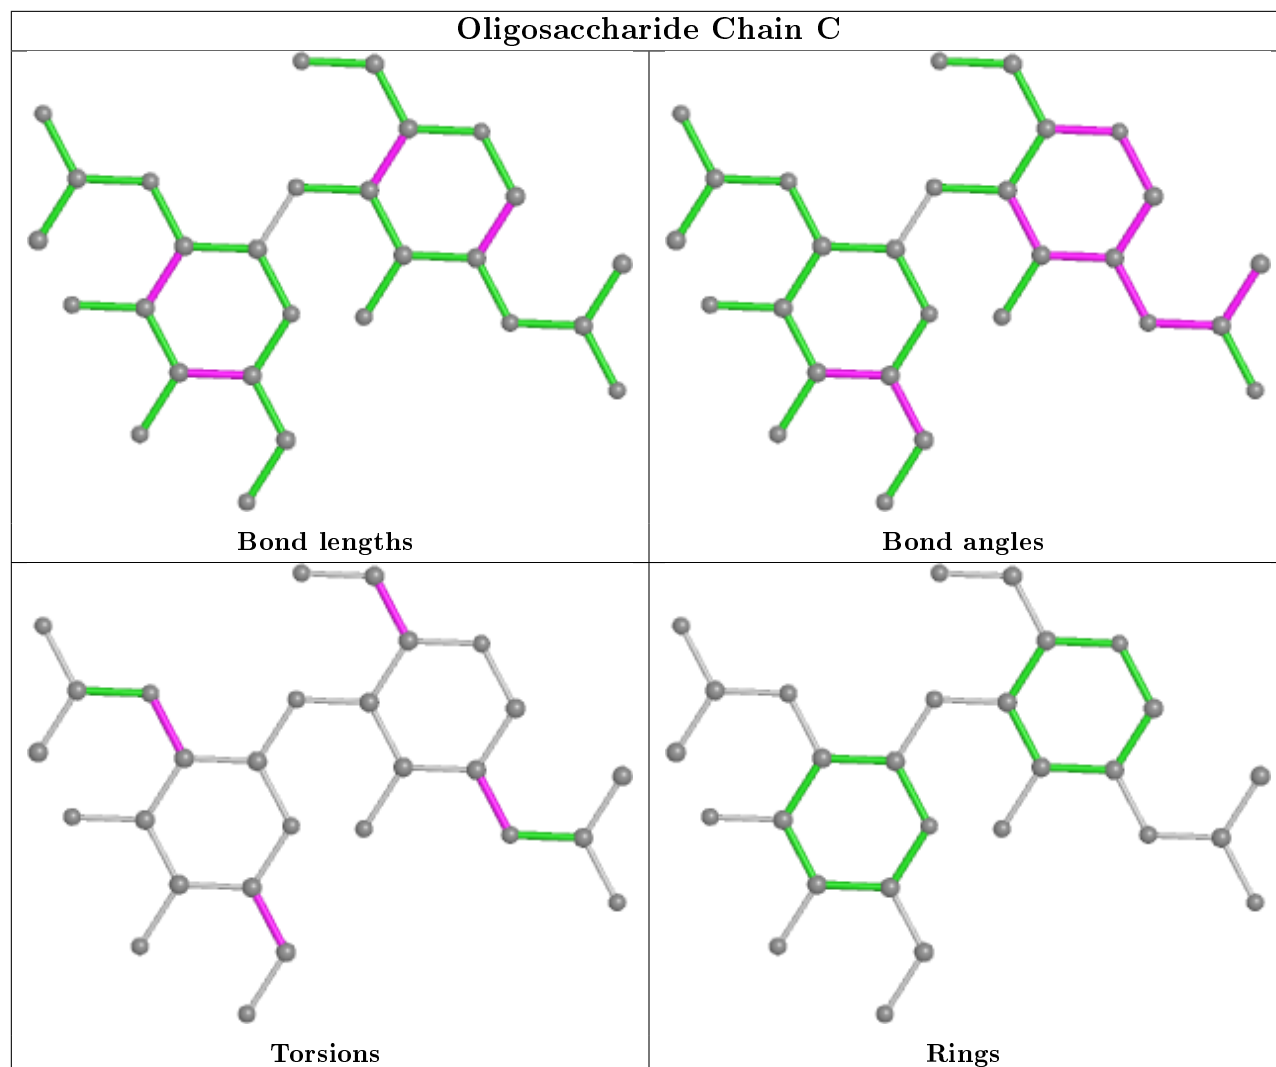 Oligosaccharide Chain C
Bond lengths
Bond angles
Torsions
Rings